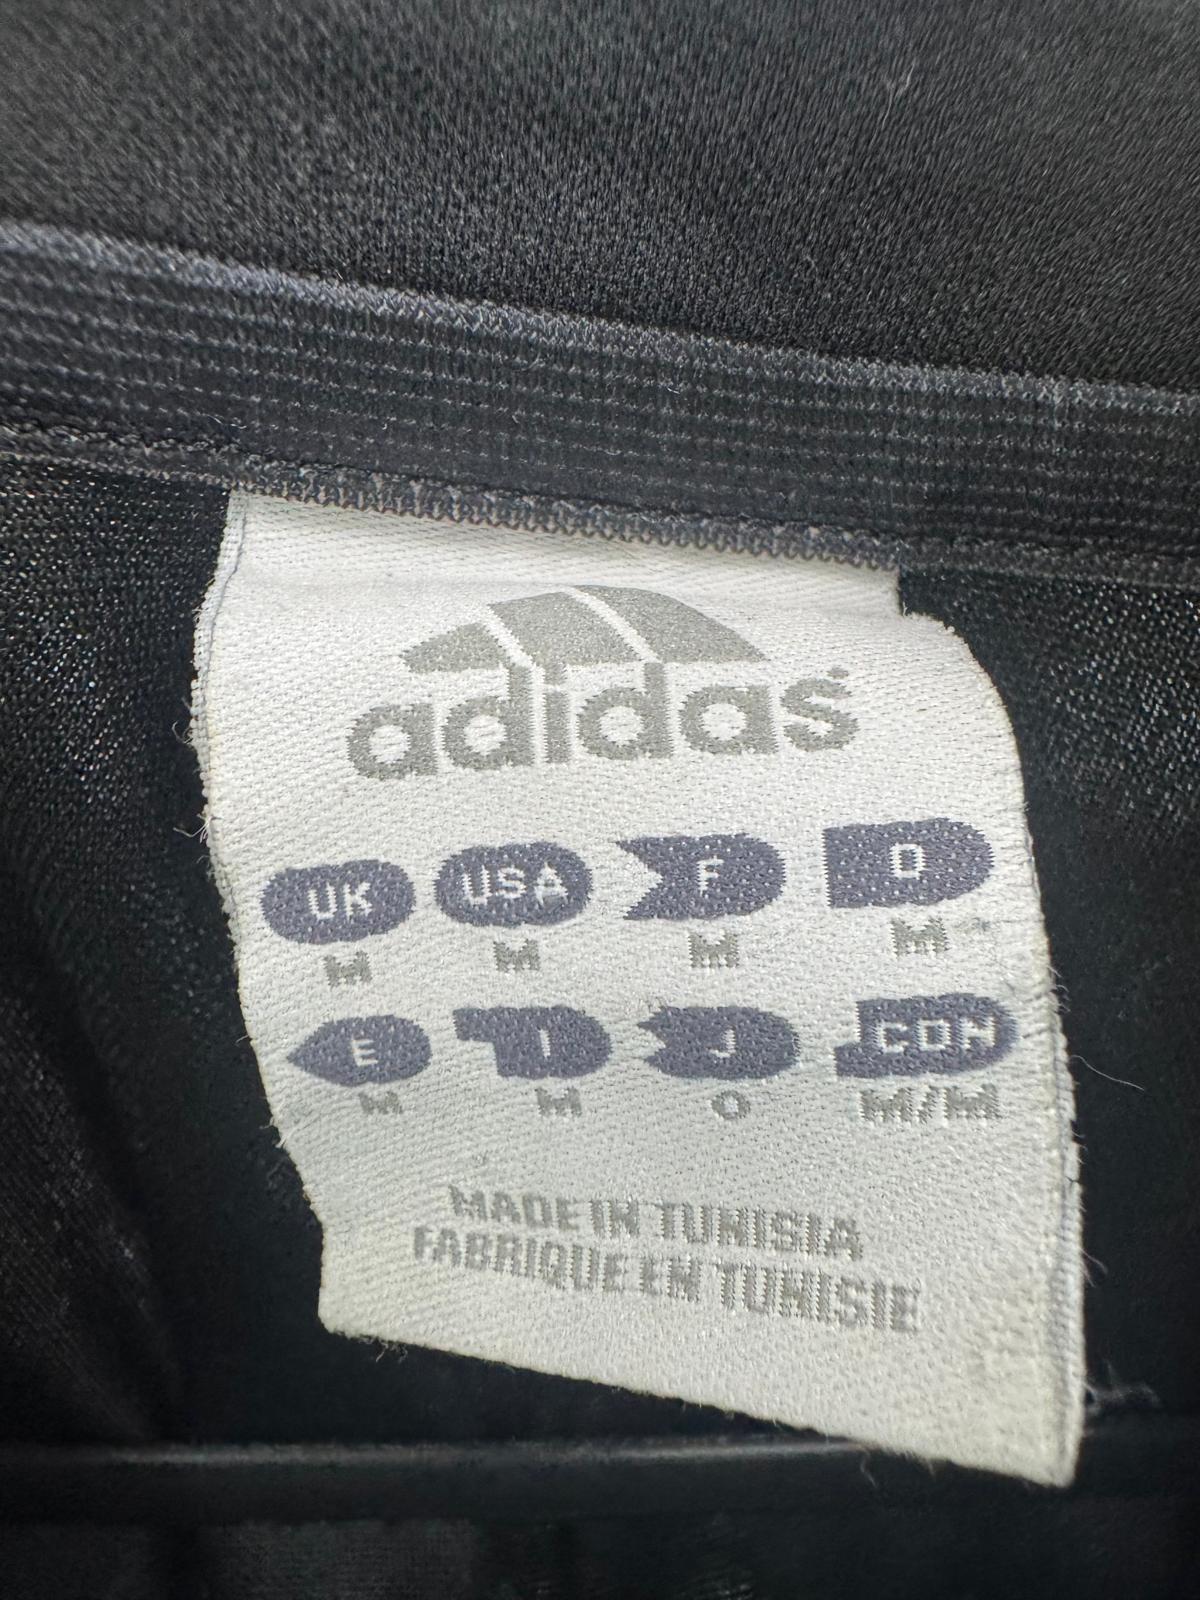 adidas
UK USA F D
M M M M
E I J CDN
M M O M/M
MADE IN TUNISIA
FABRIQUE EN TUNISIE